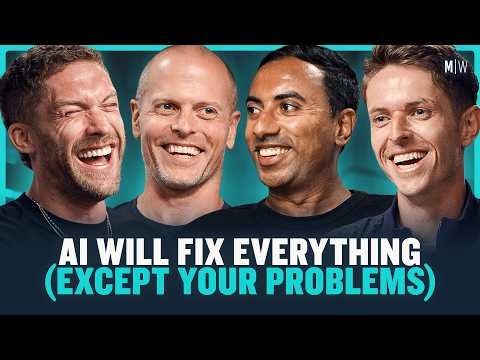 M|W
AI WILL FIX EVERYTHING
(EXCEPT YOUR PROBLEMS)